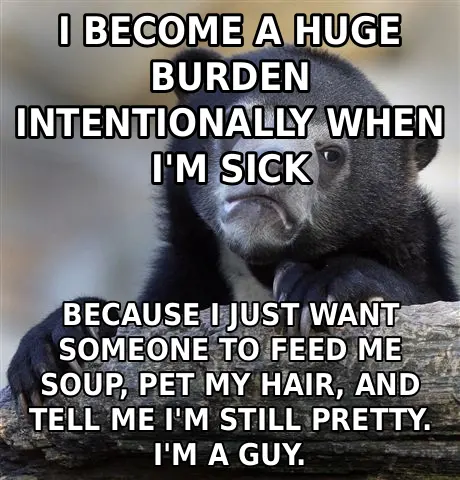 I BECOME A HUGE
BURDEN
INTENTIONALLY WHEN
I'M SICK
BECAUSE I JUST WANT
SOMEONE TO FEED ME
SOUP, PET MY HAIR, AND
TELL ME I'M STILL PRETTY.
I'M A GUY.